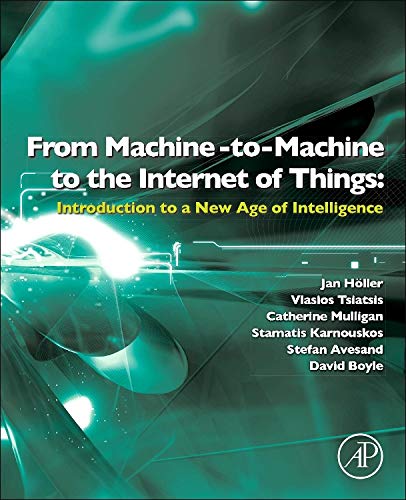 From Machine-to-Machine
to the Internet of Things:
Introduction to a New Age of Intelligence
Jan Höller
Vlasios Tsiatsis
Catherine Mulligan
Stamatis Karnouskos
Stefan Avesand
David Boyle
AP